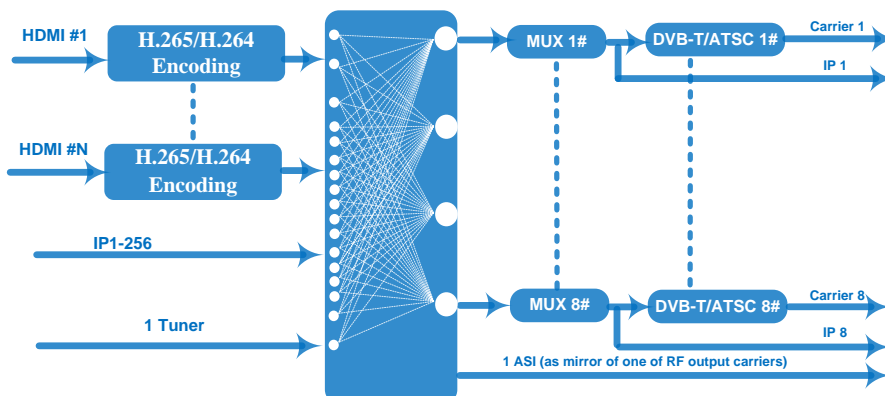 HDMI #1
H.265/H.264
Encoding
MUX 1#
DVB-T/ATSC 1#
Carrier 1
IP 1
HDMI #N
H.265/H.264
Encoding
IP1-256
1 Tuner
MUX 8#
DVB-T/ATSC 8#
Carrier 8
IP 8
1 ASI (as mirror of one of RF output carriers)